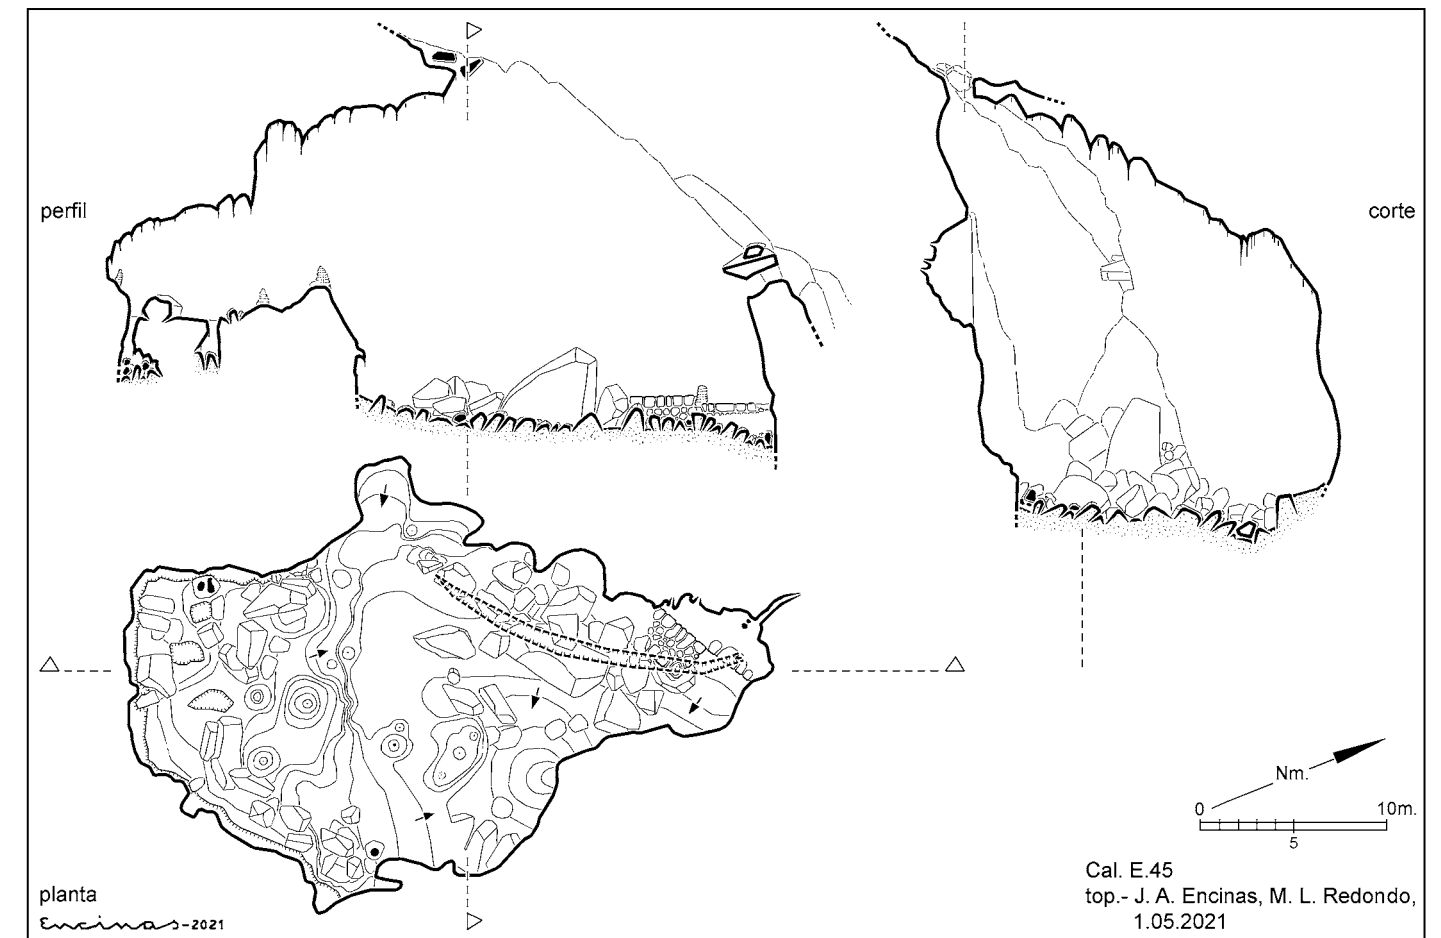 perfil
corte
Nm.
0 10m.
5
Cal. E.45
top.- J. A. Encinas, M. L. Redondo,
1.05.2021
planta
Encinas-2021